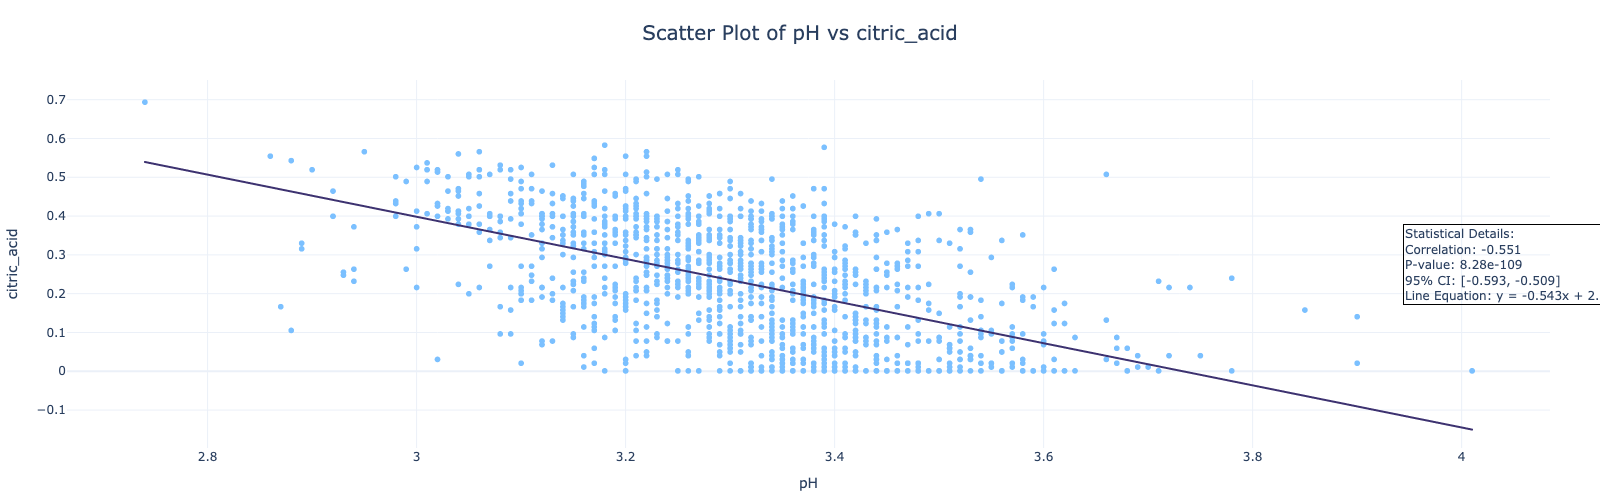 Scatter Plot of pH vs citric_acid
citric_acid
0.7
0.6
0.5
0.4
0.3
0.2
0.1
0
−0.1
2.8
3
3.2
3.4
3.6
3.8
4
pH
Statistical Details:
Correlation: -0.551
P-value: 8.28e-109
95% CI: [-0.593, -0.509]
Line Equation: y = -0.543x + 2.